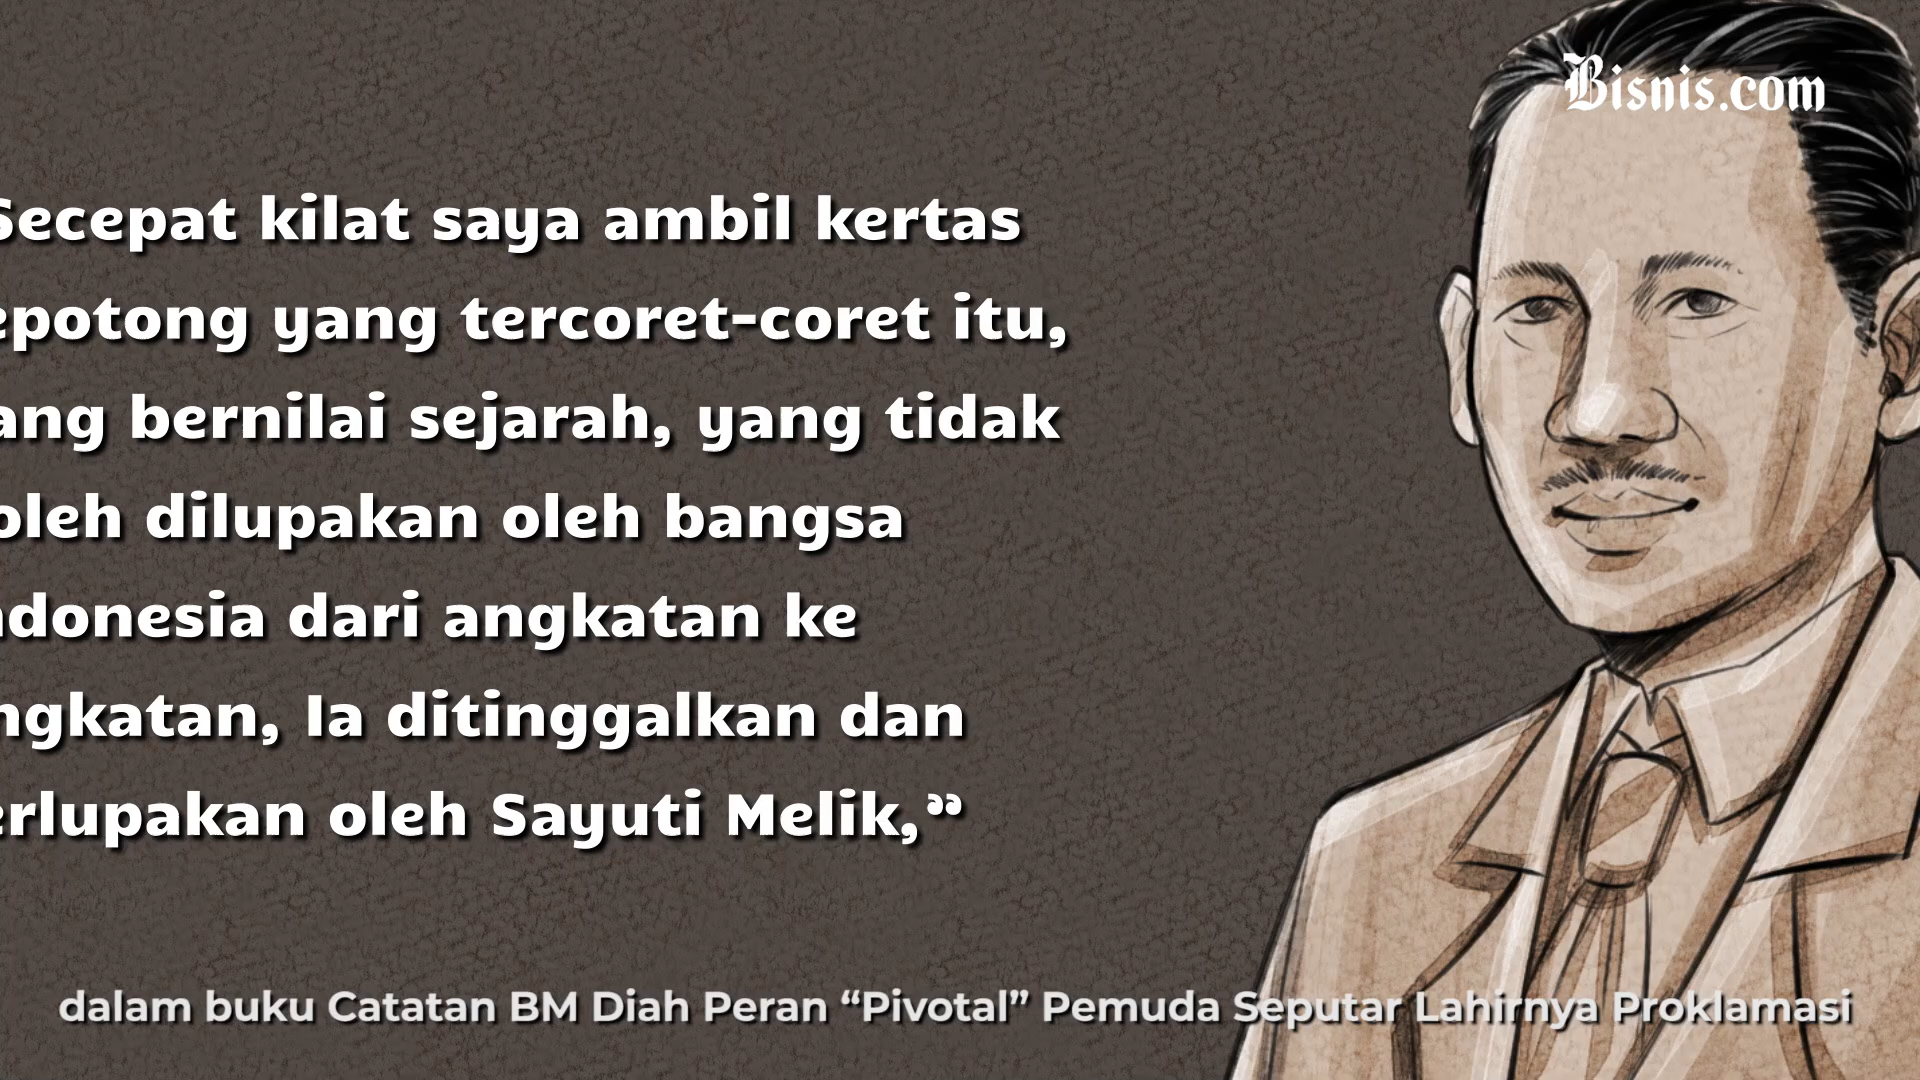 Bisnis.com
Secepat kilat saya ambil kertas
epotong yang tercoret-coret itu,
ang bernilai sejarah, yang tidak
oleh dilupakan oleh bangsa
ndonesia dari angkatan ke
ngkatan, Ia ditinggalkan dan
erlupakan oleh Sayuti Melik,”
dalam buku Catatan BM Diah Peran “Pivotal” Pemuda Seputar Lahirnya Proklamasi